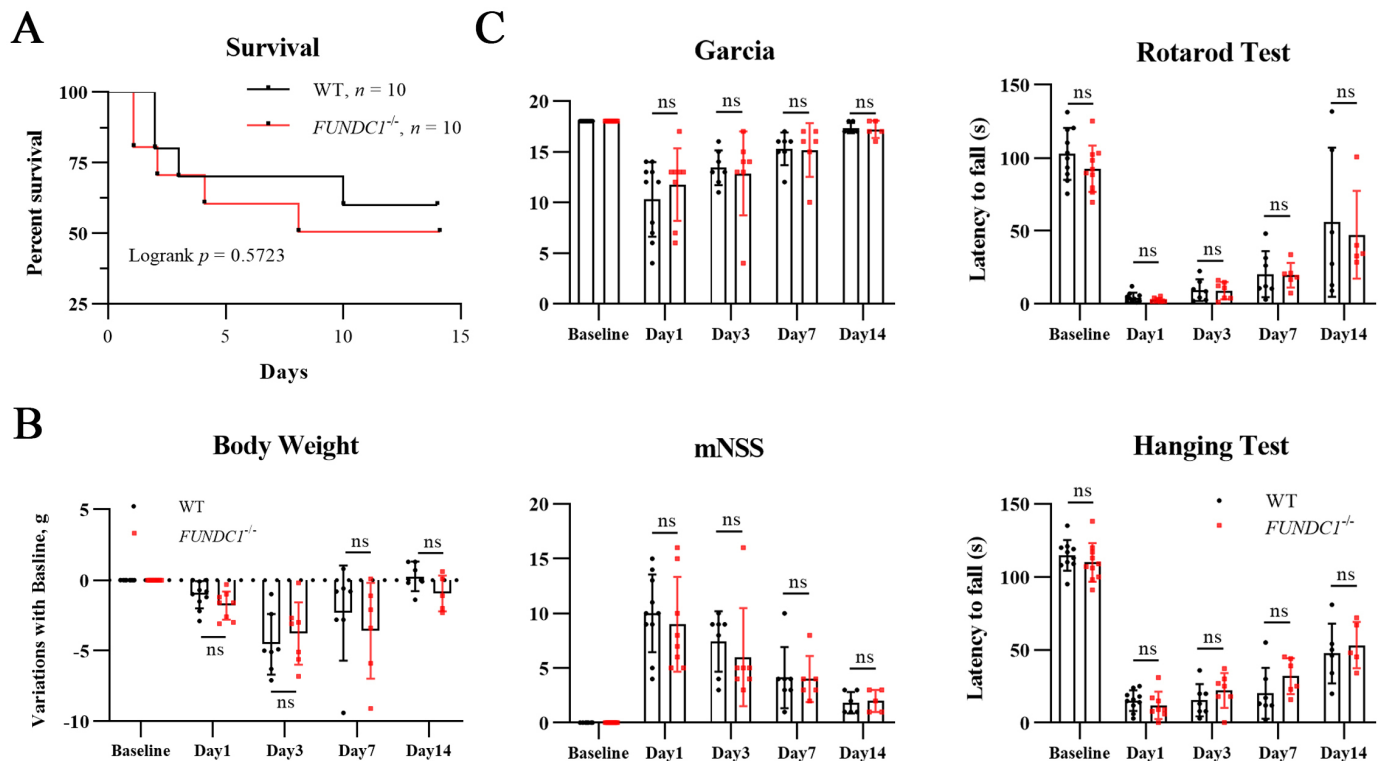 A
Survival
WT, n = 10
FUNDC1-/-, n = 10
Percent survival
100
75
50
25
Logrank p = 0.5723
0 5 10 15
Days
B
Body Weight
WT
FUNDC1-/-
Variations with Basline, g
5
0
-5
-10
ns
ns
ns
ns
Baseline Day1 Day3 Day7 Day14
C
Garcia
20
15
10
5
0
ns ns ns ns
Baseline Day1 Day3 Day7 Day14
Rotarod Test
Latency to fall (s)
150
100
50
0
ns ns ns ns ns
Baseline Day1 Day3 Day7 Day14
mNSS
20
15
10
5
0
ns ns ns ns
Baseline Day1 Day3 Day7 Day14
Hanging Test
WT
FUNDC1-/-
Latency to fall (s)
150
100
50
0
ns ns ns ns ns
Baseline Day1 Day3 Day7 Day14